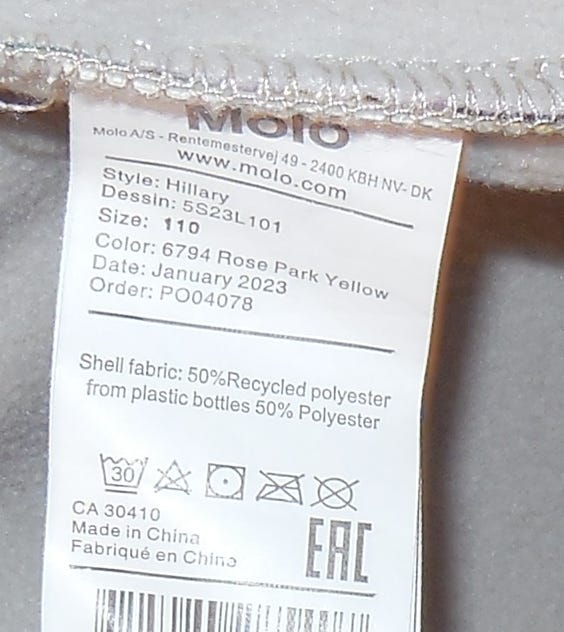 Molo
Molo A/S - Rentemestervej 49 - 2400 KBH NV- DK
www.molo.com
Style: Hillary
Dessin: 5S23L101
Size: 110
Color: 6794 Rose Park Yellow
Date: January 2023
Order: PO04078
Shell fabric: 50%Recycled polyester
from plastic bottles 50% Polyester
30
CA 30410
Made in China
Fabriqué en Chine
EAC